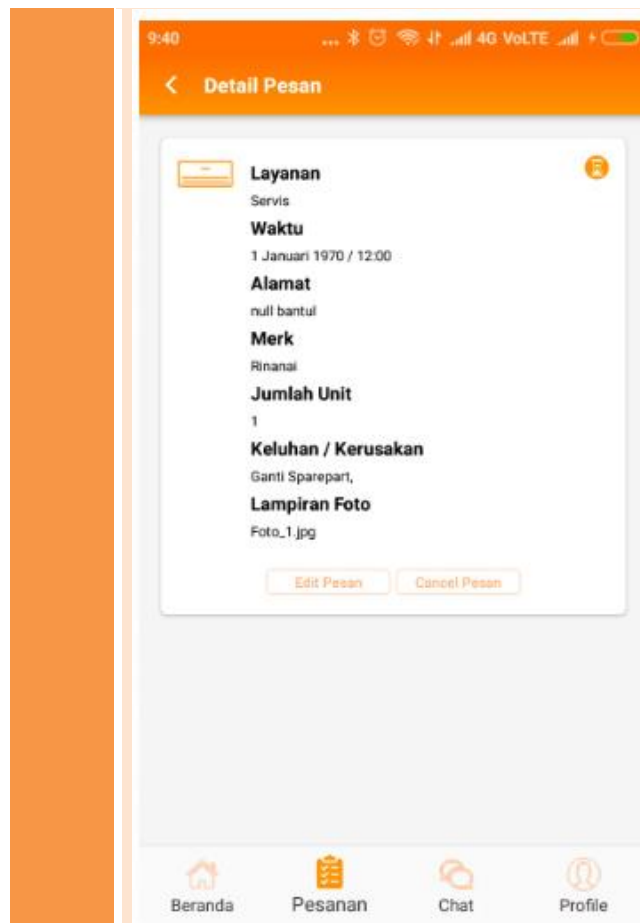 9:40 ... 4G VoLTE
Detail Pesan
Layanan
Servis
Waktu
1 Januari 1970 / 12:00
Alamat
null bantul
Merk
Rinanai
Jumlah Unit
1
Keluhan / Kerusakan
Ganti Sparepart,
Lampiran Foto
Foto_1.jpg
Edit Pesan Cancel Pesan
Beranda Pesanan Chat Profile